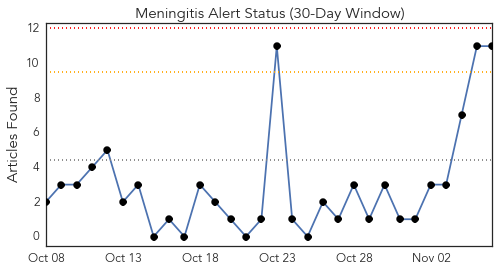 Meningitis Alert Status (30-Day Window)
Articles Found
12
10
8
6
4
2
0
Oct 08 Oct 13 Oct 18 Oct 23 Oct 28 Nov 02